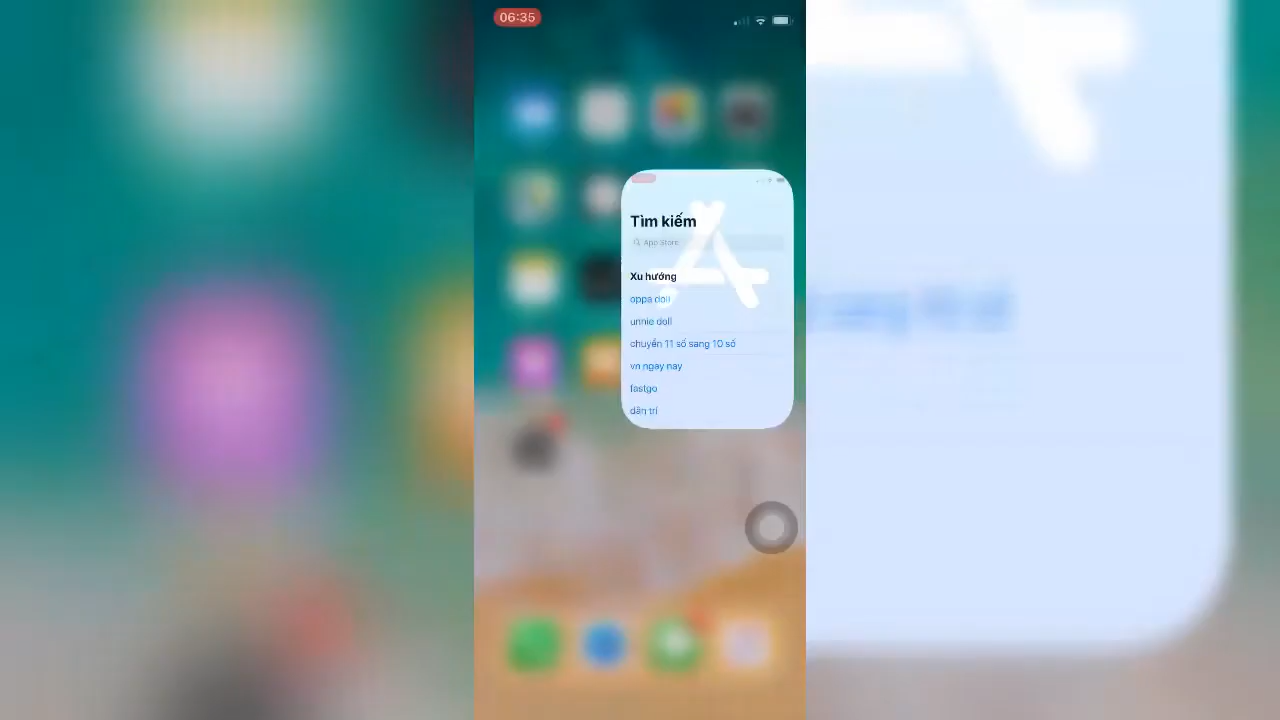 06:35
Tìm kiếm
App Store
Xu hướng
oppa doll
unnie doll
chuyển 11 số sang 10 số
vn ngay nay
fastgo
dân trí